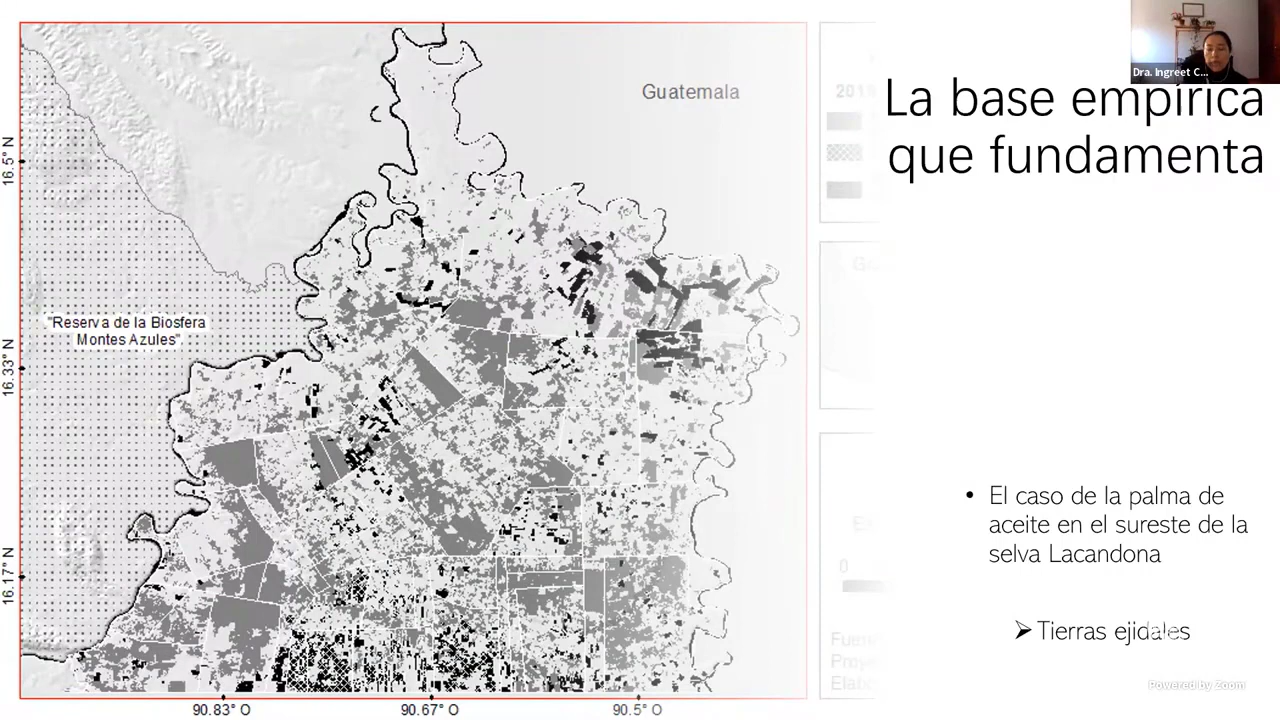 Dra. Ingreet C...
La base empírica
que fundamenta
Guatemala
16.5° N
"Reserva de la Biosfera
Montes Azules"
16.33° N
16.17° N
90.83° O
90.67° O
90.5° O
0
• El caso de la palma de
aceite en el sureste de la
selva Lacandona
➢ Tierras ejidales
Powered by Zoom